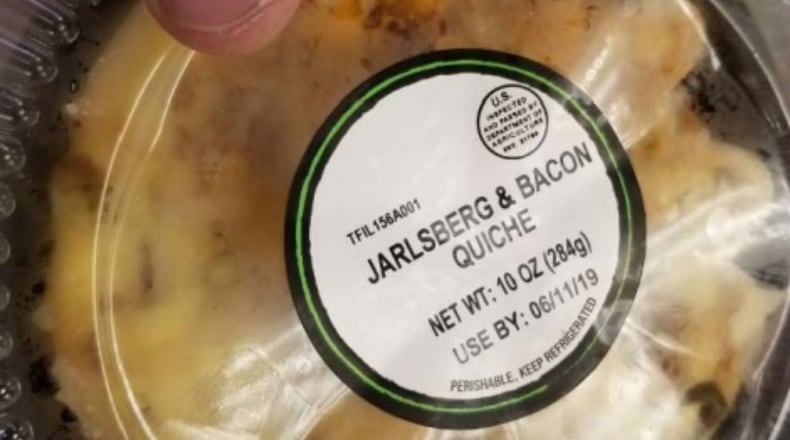 U.S.
INSPECTED
AND PASSED BY
DEPARTMENT OF
AGRICULTURE
TFIL156A001
JARLSBERG & BACON
QUICHE
NET WT: 10 OZ (284g)
USE BY: 06/11/19
PERISHABLE, KEEP REFRIGERATED